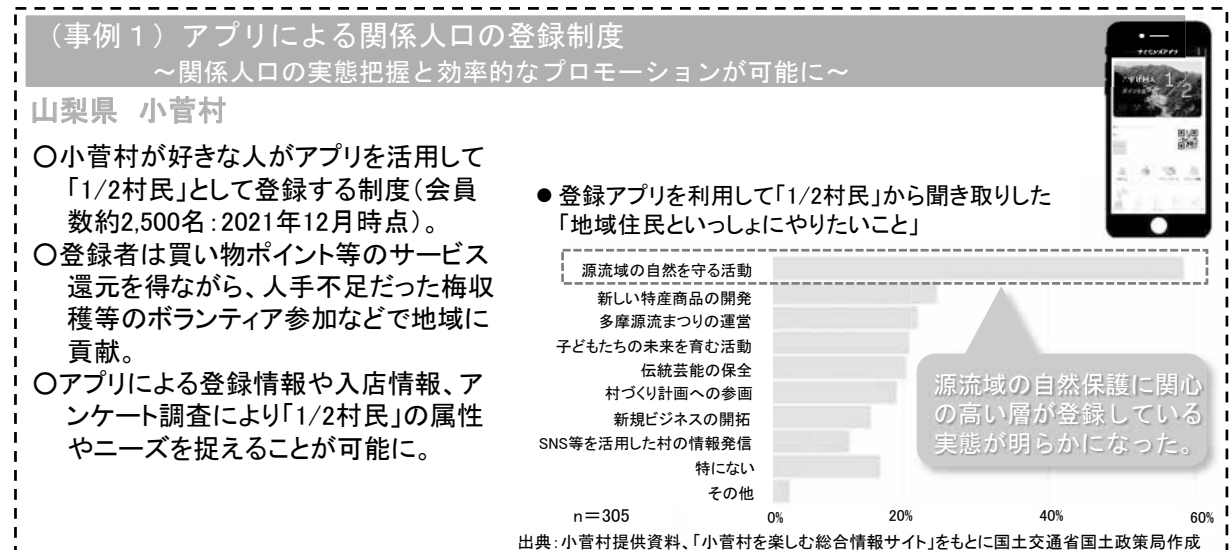 （事例１）アプリによる関係人口の登録制度
～関係人口の実態把握と効率的なプロモーションが可能に～
山梨県　小菅村
〇小菅村が好きな人がアプリを活用して
「1/2村民」として登録する制度（会員
数約2,500名：2021年12月時点）。
〇登録者は買い物ポイント等のサービス
還元を得ながら、人手不足だった梅収
穫等のボランティア参加などで地域に
貢献。
〇アプリによる登録情報や入店情報、ア
ンケート調査により「1/2村民」の属性
やニーズを捉えることが可能に。
●登録アプリを利用して「1/2村民」から聞き取りした
「地域住民といっしょにやりたいこと」
源流域の自然を守る活動
新しい特産商品の開発
多摩源流まつりの運営
子どもたちの未来を育む活動
伝統芸能の保全
村づくり計画への参画
新規ビジネスの開拓
SNS等を活用した村の情報発信
特にない
その他
源流域の自然保護に関心
の高い層が登録している
実態が明らかになった。
n＝305
0%
20%
40%
60%
出典：小菅村提供資料、「小菅村を楽しむ総合情報サイト」をもとに国土交通省国土政策局作成